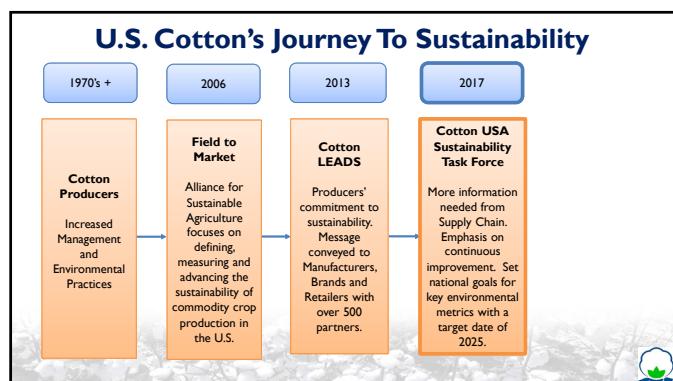 U.S. Cotton's Journey To Sustainability
1970's +
2006
2013
2017
Cotton
Producers
Increased
Management
and
Environmental
Practices
Field to
Market
Alliance for
Sustainable
Agriculture
focuses on
defining,
measuring and
advancing the
sustainability of
commodity crop
production in
the U.S.
Cotton
LEADS
Producers'
commitment to
sustainability.
Message
conveyed to
Manufacturers,
Brands and
Retailers with
over 500
partners.
Cotton USA
Sustainability
Task Force
More information
needed from
Supply Chain.
Emphasis on
continuous
improvement.  Set
national goals for
key environmental
metrics with a
target date of
2025.